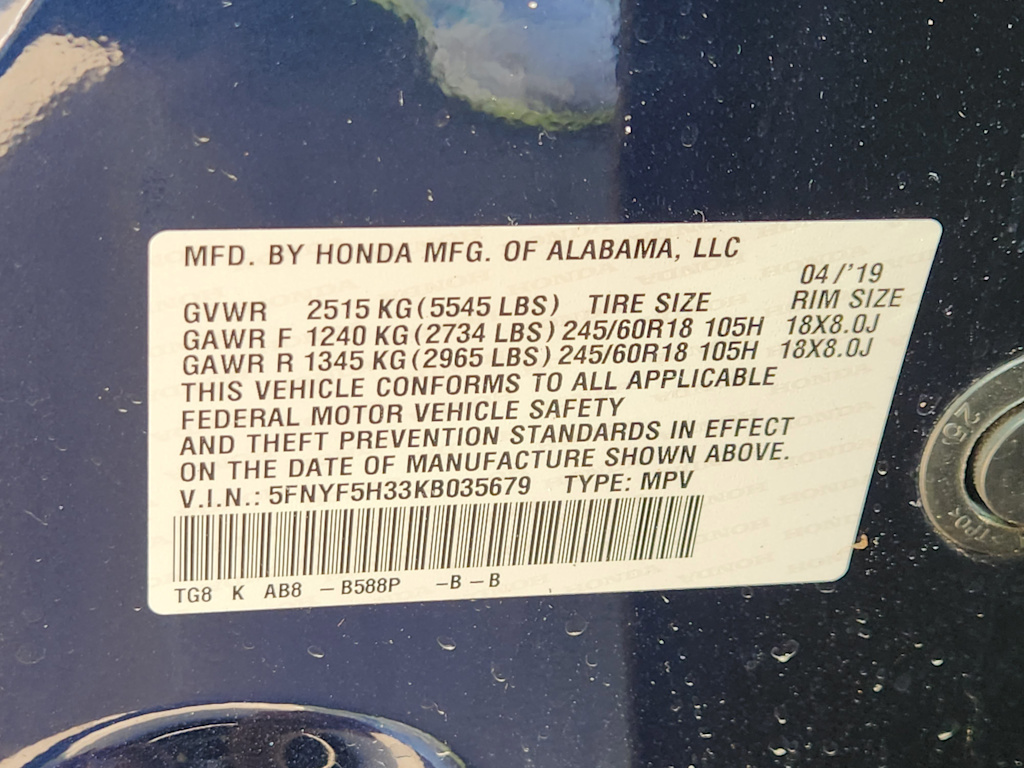 MFD. BY HONDA MFG. OF ALABAMA, LLC
04/'19
GVWR 2515 KG (5545 LBS) TIRE SIZE RIM SIZE
GAWR F 1240 KG (2734 LBS) 245/60R18 105H 18X8.0J
GAWR R 1345 KG (2965 LBS) 245/60R18 105H 18X8.0J
THIS VEHICLE CONFORMS TO ALL APPLICABLE
FEDERAL MOTOR VEHICLE SAFETY
AND THEFT PREVENTION STANDARDS IN EFFECT
ON THE DATE OF MANUFACTURE SHOWN ABOVE.
V.I.N.: 5FNYF5H33KB035679 TYPE: MPV
TG8 K AB8 - B588P - B - B